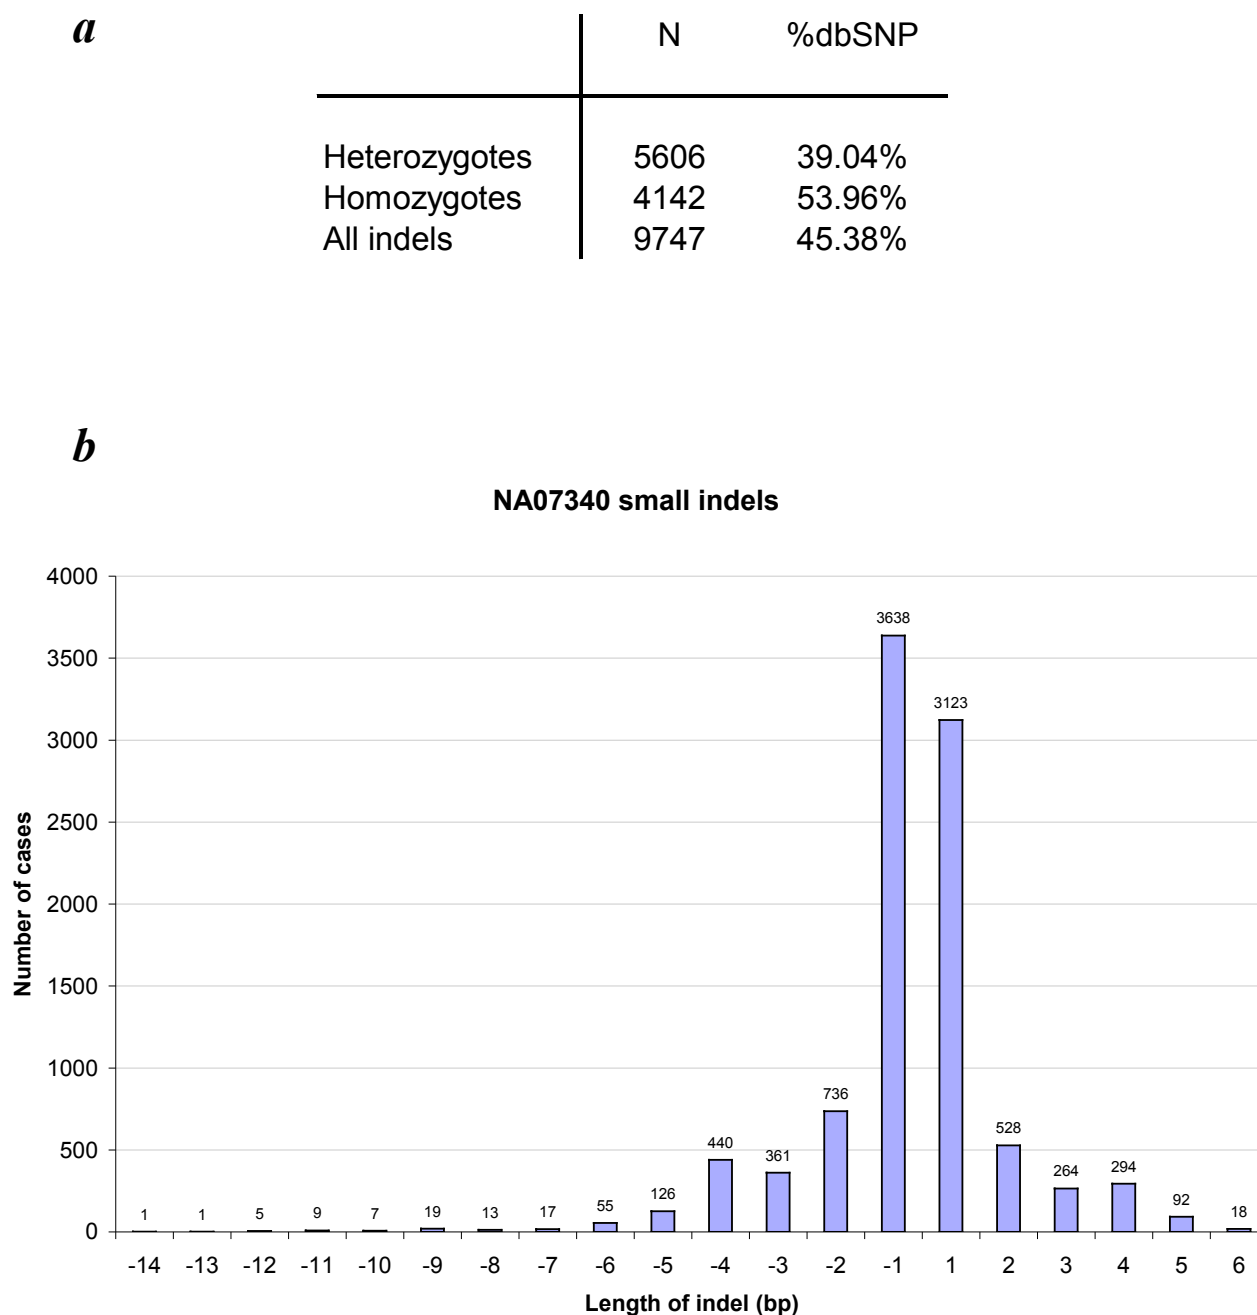 a
N %dbSNP
Heterozygotes 5606 39.04%
Homozygotes 4142 53.96%
All indels 9747 45.38%
b
NA07340 small indels
4000
3500
3000
2500
2000
1500
1000
500
0
Number of cases
1 1 5 9 7 19 13 17 55 126 440 361 736 3638 3123 528 264 294 92 18
-14 -13 -12 -11 -10 -9 -8 -7 -6 -5 -4 -3 -2 -1 1 2 3 4 5 6
Length of indel (bp)